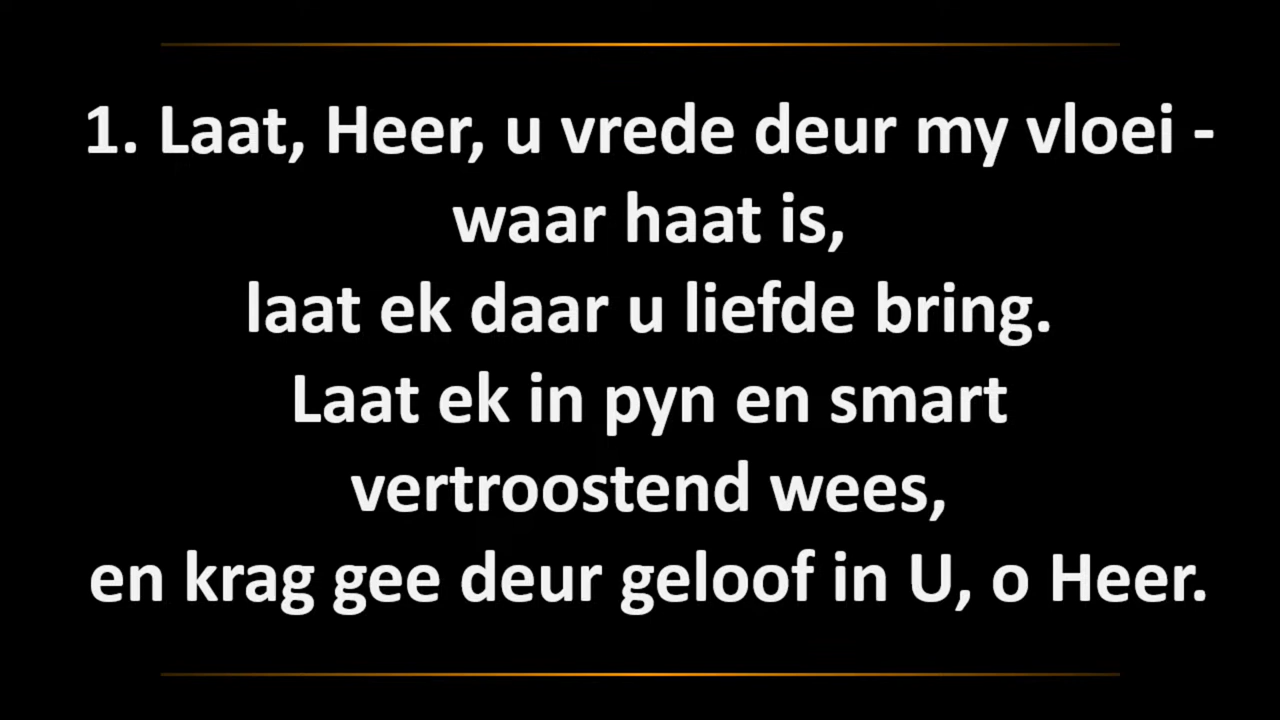 1. Laat, Heer, u vrede deur my vloei -
waar haat is,
laat ek daar u liefde bring.
Laat ek in pyn en smart
vertroostend wees,
en krag gee deur geloof in U, o Heer.